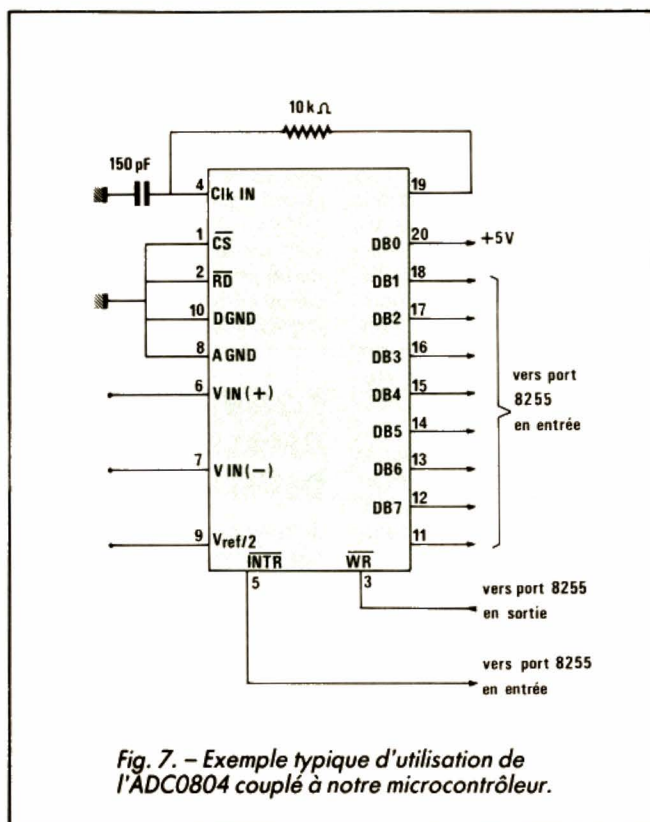 10 kΩ
150 pF
4 Clk IN 19
1 CS 20 DB0 +5V
2 RD 18 DB1
10 DGND 17 DB2
8 A GND 16 DB3
6 V IN (+) 15 DB4
14 DB5
7 V IN (–) 13 DB6
12 DB7
9 Vref/2 11
vers port
8255
en entrée
INTR WR
5 3
vers port 8255
en sortie
vers port 8255
en entrée
Fig. 7. – Exemple typique d'utilisation de
l'ADC0804 couplé à notre microcontrôleur.